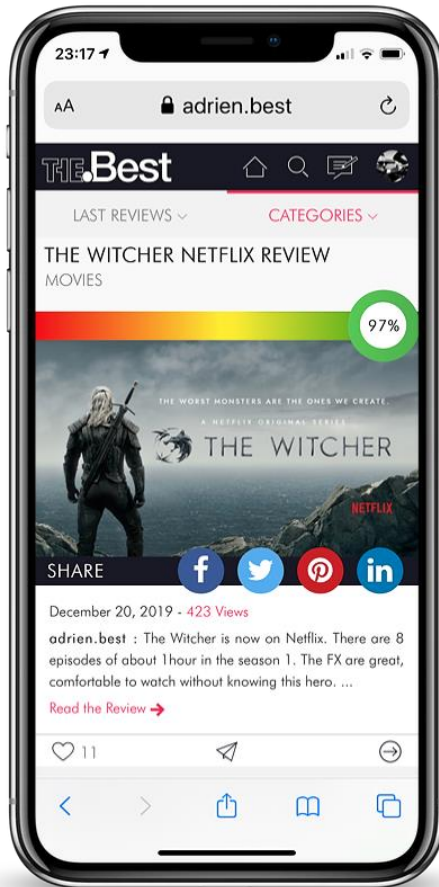 23:17
AA adrien.best
THE.Best
LAST REVIEWS CATEGORIES
THE WITCHER NETFLIX REVIEW
MOVIES
97%
THE WORST MONSTERS ARE THE ONES WE CREATE.
A NETFLIX ORIGINAL SERIES
THE WITCHER
NETFLIX
SHARE f in
December 20, 2019 - 423 Views
adrien.best : The Witcher is now on Netflix. There are 8
episodes of about 1hour in the season 1. The FX are great,
comfortable to watch without knowing this hero. ...
Read the Review
11